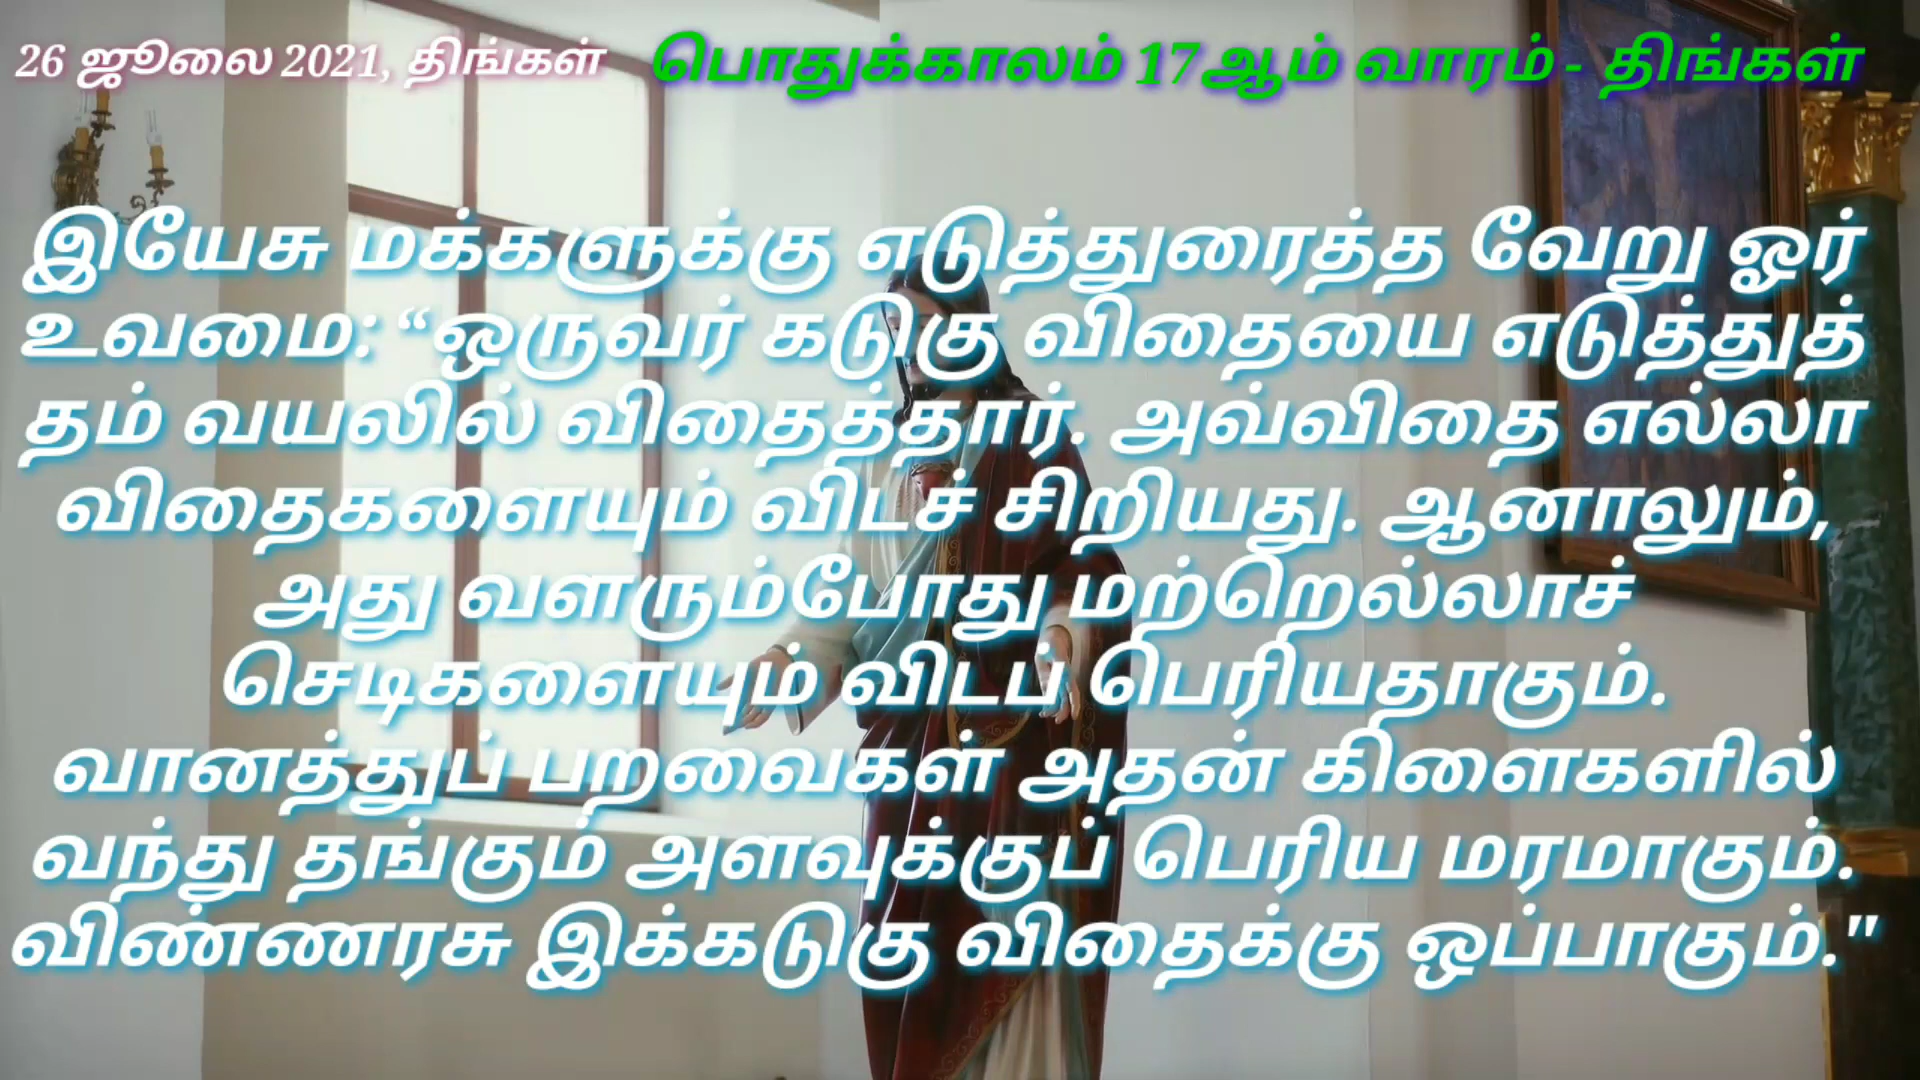 26 ஜூலை 2021, திங்கள்
பொதுக்காலம் 17ஆம் வாரம் - திங்கள்
இயேசு மக்களுக்கு எடுத்துரைத்த வேறு ஓர்
உவமை: “ஒருவர் கடுகு விதையை எடுத்துத்
தம் வயலில் விதைத்தார். அவ்விதை எல்லா
விதைகளையும் விடச் சிறியது. ஆனாலும்,
அது வளரும்போது மற்றெல்லாச்
செடிகளையும் விடப் பெரியதாகும்.
வானத்துப் பறவைகள் அதன் கிளைகளில்
வந்து தங்கும் அளவுக்குப் பெரிய மரமாகும்.
விண்ணரசு இக்கடுகு விதைக்கு ஒப்பாகும்."